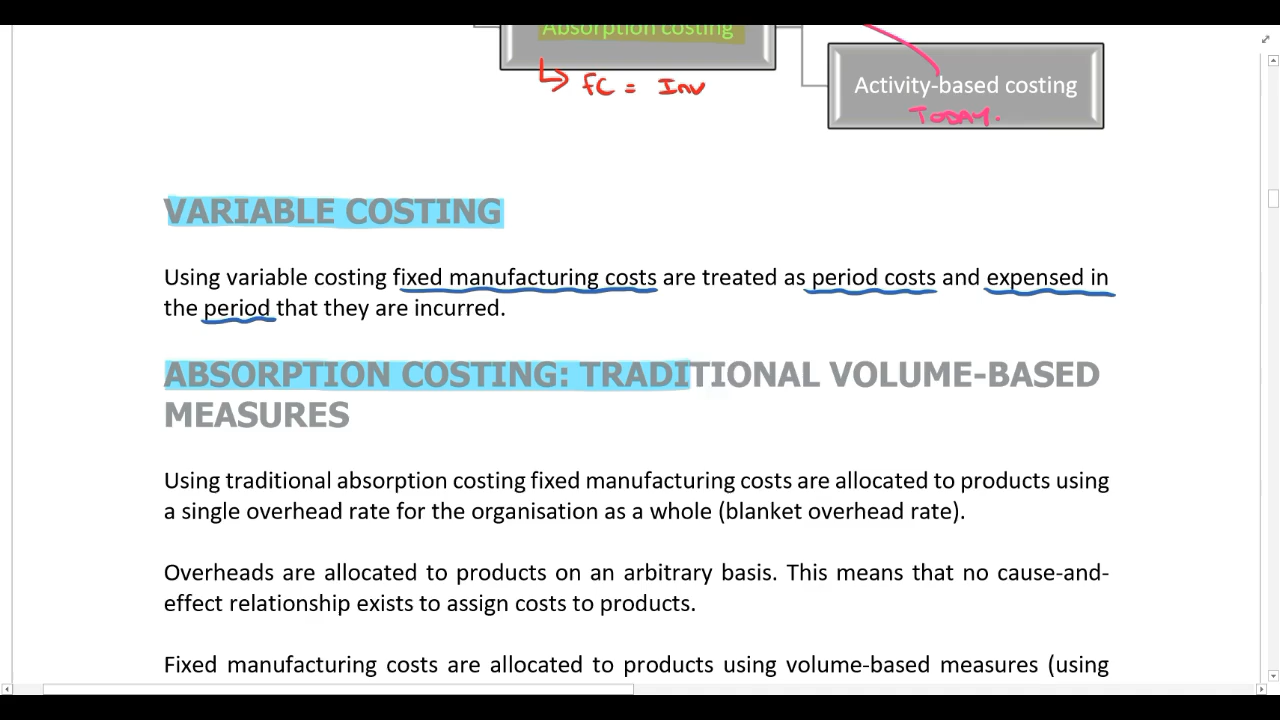 Absorption costing
FC = Inv
Activity-based costing
TODAY.
VARIABLE COSTING
Using variable costing fixed manufacturing costs are treated as period costs and expensed in
the period that they are incurred.
ABSORPTION COSTING: TRADITIONAL VOLUME-BASED
MEASURES
Using traditional absorption costing fixed manufacturing costs are allocated to products using
a single overhead rate for the organisation as a whole (blanket overhead rate).
Overheads are allocated to products on an arbitrary basis. This means that no cause-and-
effect relationship exists to assign costs to products.
Fixed manufacturing costs are allocated to products using volume-based measures (using